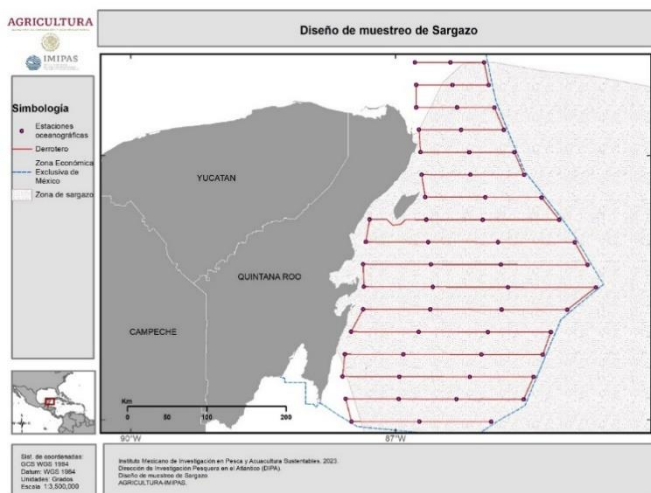 AGRICULTURA
IMIPAS
Diseño de muestreo de Sargazo
Simbología
Estaciones
oceanográficas
Derrotero
Zona Económica
Exclusiva de
México
Zona de sargazo
YUCATAN
QUINTANA ROO
CAMPECHE
Km
0 100 200
90°W
87°W
Sist. de coordenadas:
GCS WGS 1984
Datum: WGS 1984
Unidades: Grados
Escala: 1:3,500,000
Instituto Mexicano de Investigación en Pesca y Acuacultura Sustentables, 2023.
Dirección de Investigación Pesquera en el Atlántico (DIPA).
Diseño de muestreo de Sargazo
AGRICULTURA-IMIPAS.